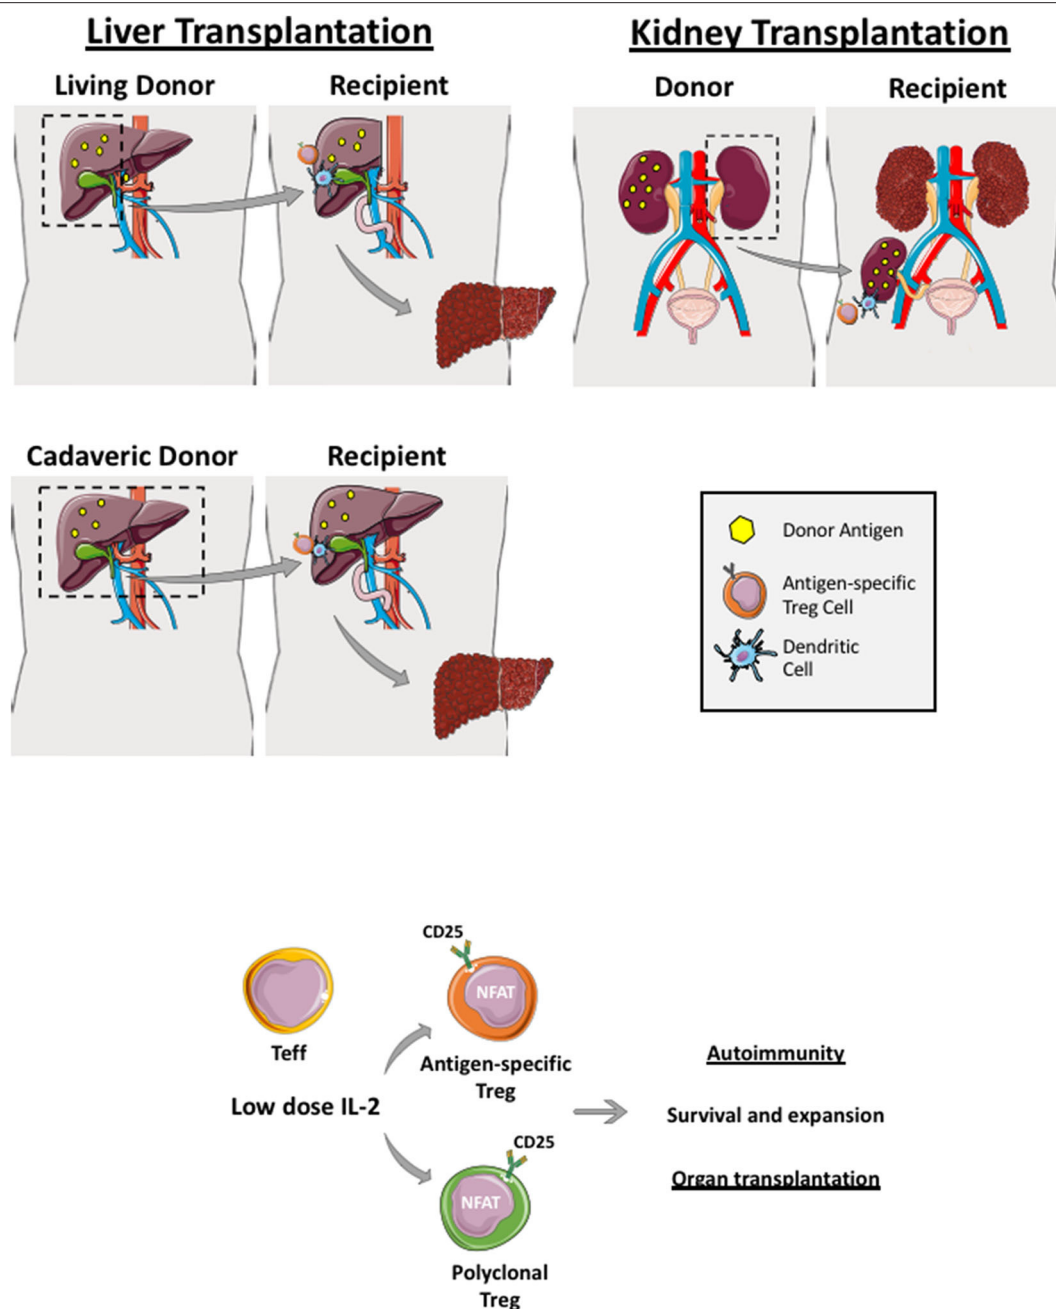 Liver Transplantation
Kidney Transplantation
Living Donor
Recipient
Donor
Recipient
Cadaveric Donor
Recipient
Donor Antigen
Antigen-specific
Treg Cell
Dendritic
Cell
CD25
NFAT
Teff
Antigen-specific
Treg
Low dose IL-2
CD25
NFAT
Polyclonal
Treg
Autoimmunity
Survival and expansion
Organ transplantation